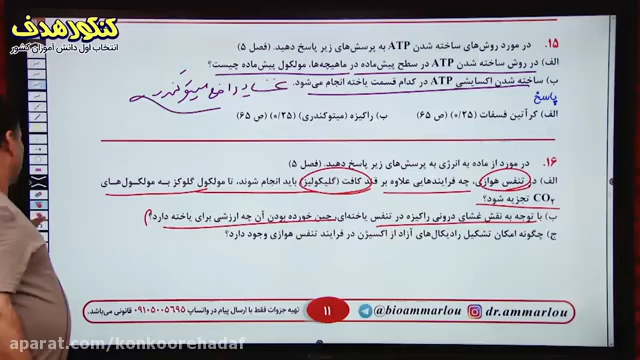 کنکور هدف
انتخاب اول دانش آموزان کشور
۱۵. در مورد روش‌های ساخته شدن ATP به پرسش‌های زیر پاسخ دهید. (فصل ۵)
الف) در روش ساخته شدن ATP در سطح پیش‌ماده در ماهیچه‌ها، مولکول پیش‌ماده چیست؟
ب) ساخته شدن اکسایشی ATP در کدام قسمت یاخته انجام می‌شود.
پاسخ
الف) کرآتین فسفات (۰/۲۵) (ص ۶۵) ب) راکیزه (میتوکندری) (۰/۲۵) (ص ۶۵)
۱۶. در مورد از ماده به انرژی به پرسش‌های زیر پاسخ دهید. (فصل ۵)
الف) در تنفس هوازی، چه فرایندهایی علاوه بر قند کافت (گلیکولیز) باید انجام شوند، تا مولکول گلوکز به مولکول‌های
CO₂ تجزیه شود؟
ب) با توجه به نقش غشای درونی راکیزه در تنفس یاخته‌ای، چین خورده بودن آن چه ارزشی برای یاخته دارد؟
ج) چگونه امکان تشکیل رادیکال‌های آزاد از اکسیژن در فرایند تنفس هوازی وجود دارد؟
تهیه جزوات فقط با ارسال پیام در واتساپ ۰۹۱۰۵۰۰۵۶۹۵ قانونی می‌باشد.
۱۱
@bioammarlou
dr.ammarlou
aparat.com/konkoorehadaf